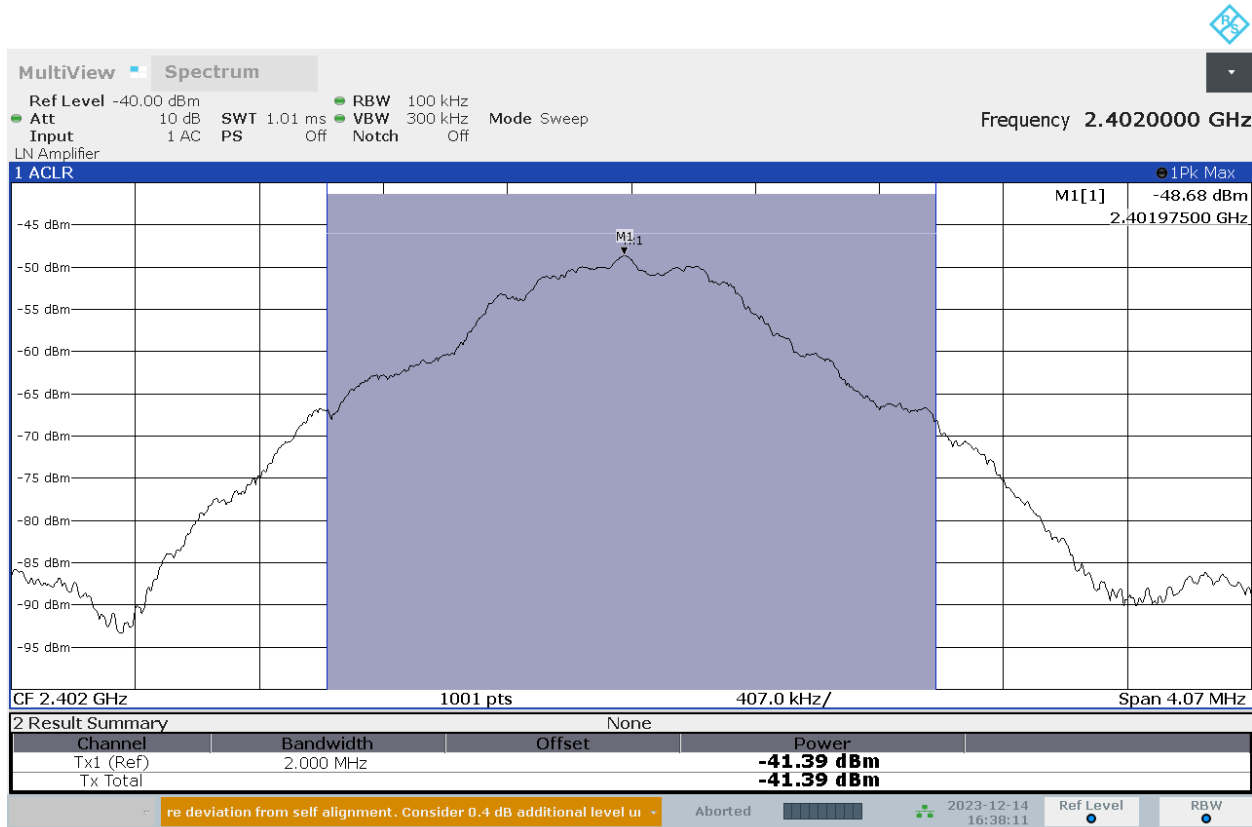 R&S
MultiView Spectrum
Ref Level -40.00 dBm RBW 100 kHz
Att 10 dB SWT 1.01 ms VBW 300 kHz Mode Sweep
Input 1 AC PS Off Notch Off
Frequency 2.4020000 GHz
LN Amplifier
1 ACLR 1Pk Max
M1[1] -48.68 dBm
2.40197500 GHz
-45 dBm
M1
-50 dBm
-55 dBm
-60 dBm
-65 dBm
-70 dBm
-75 dBm
-80 dBm
-85 dBm
-90 dBm
-95 dBm
CF 2.402 GHz 1001 pts 407.0 kHz/ Span 4.07 MHz
2 Result Summary None
Channel Bandwidth Offset Power
Tx1 (Ref) 2.000 MHz -41.39 dBm
Tx Total -41.39 dBm
re deviation from self alignment. Consider 0.4 dB additional level
Aborted
2023-12-14
16:38:11
Ref Level
RBW